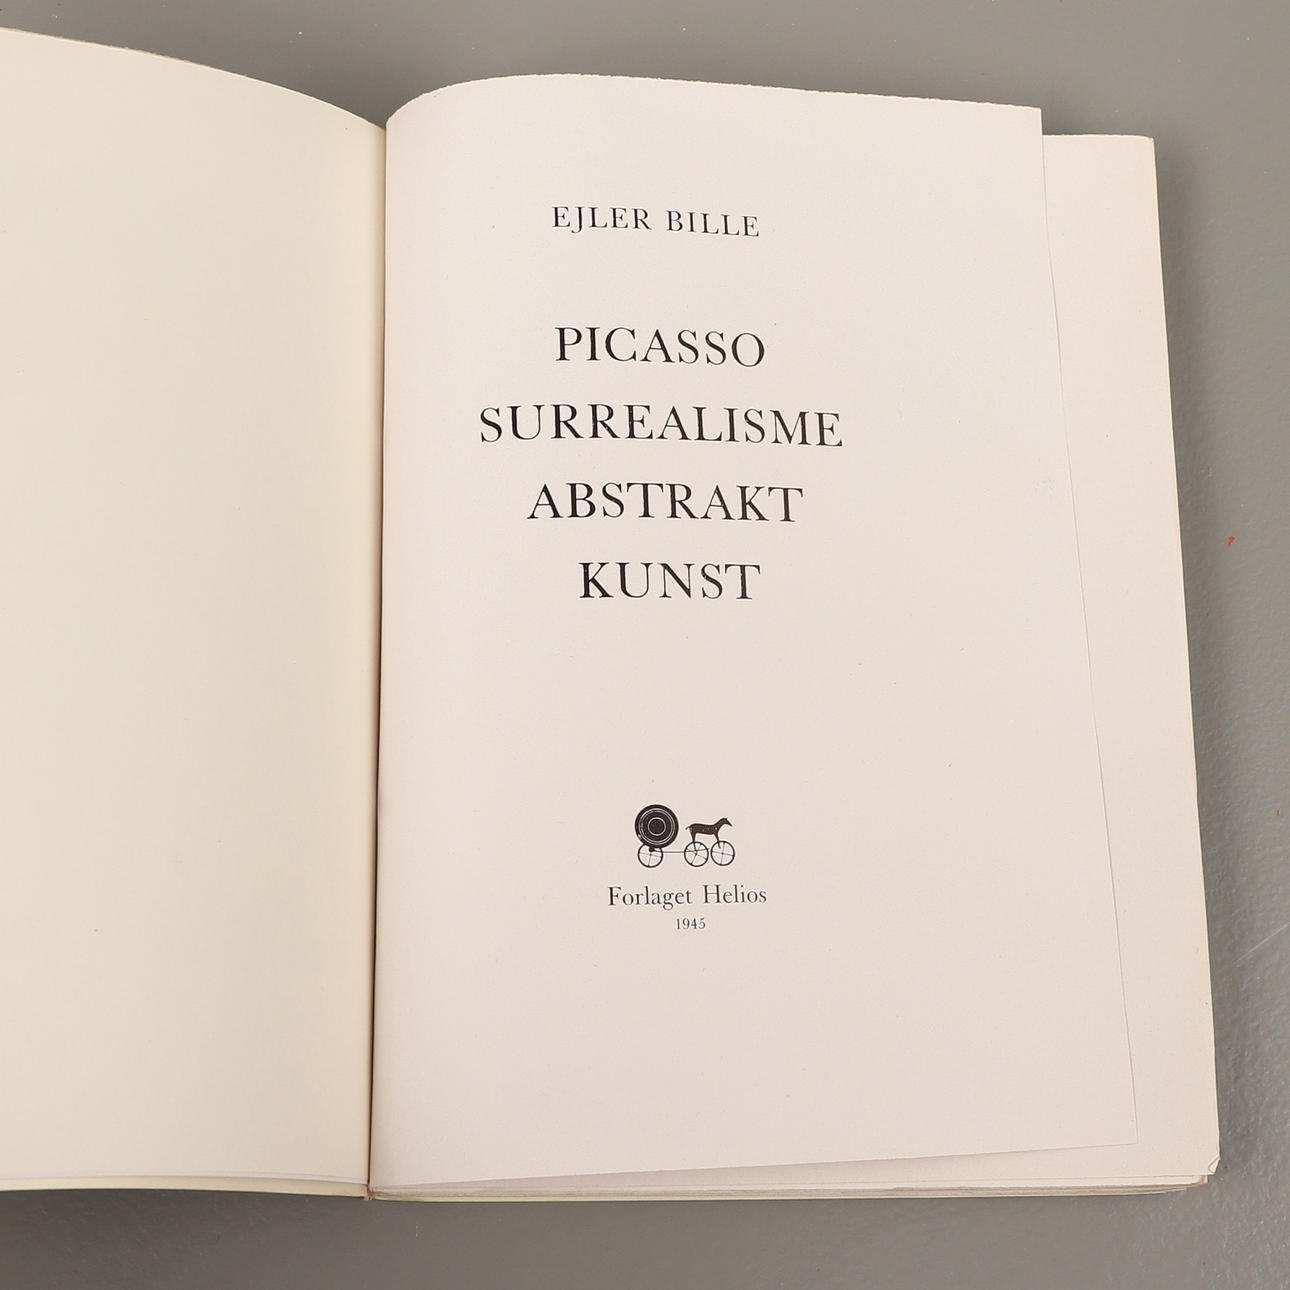 EJLER BILLE
PICASSO
SURREALISME
ABSTRAKT
KUNST
Forlaget Helios
1945